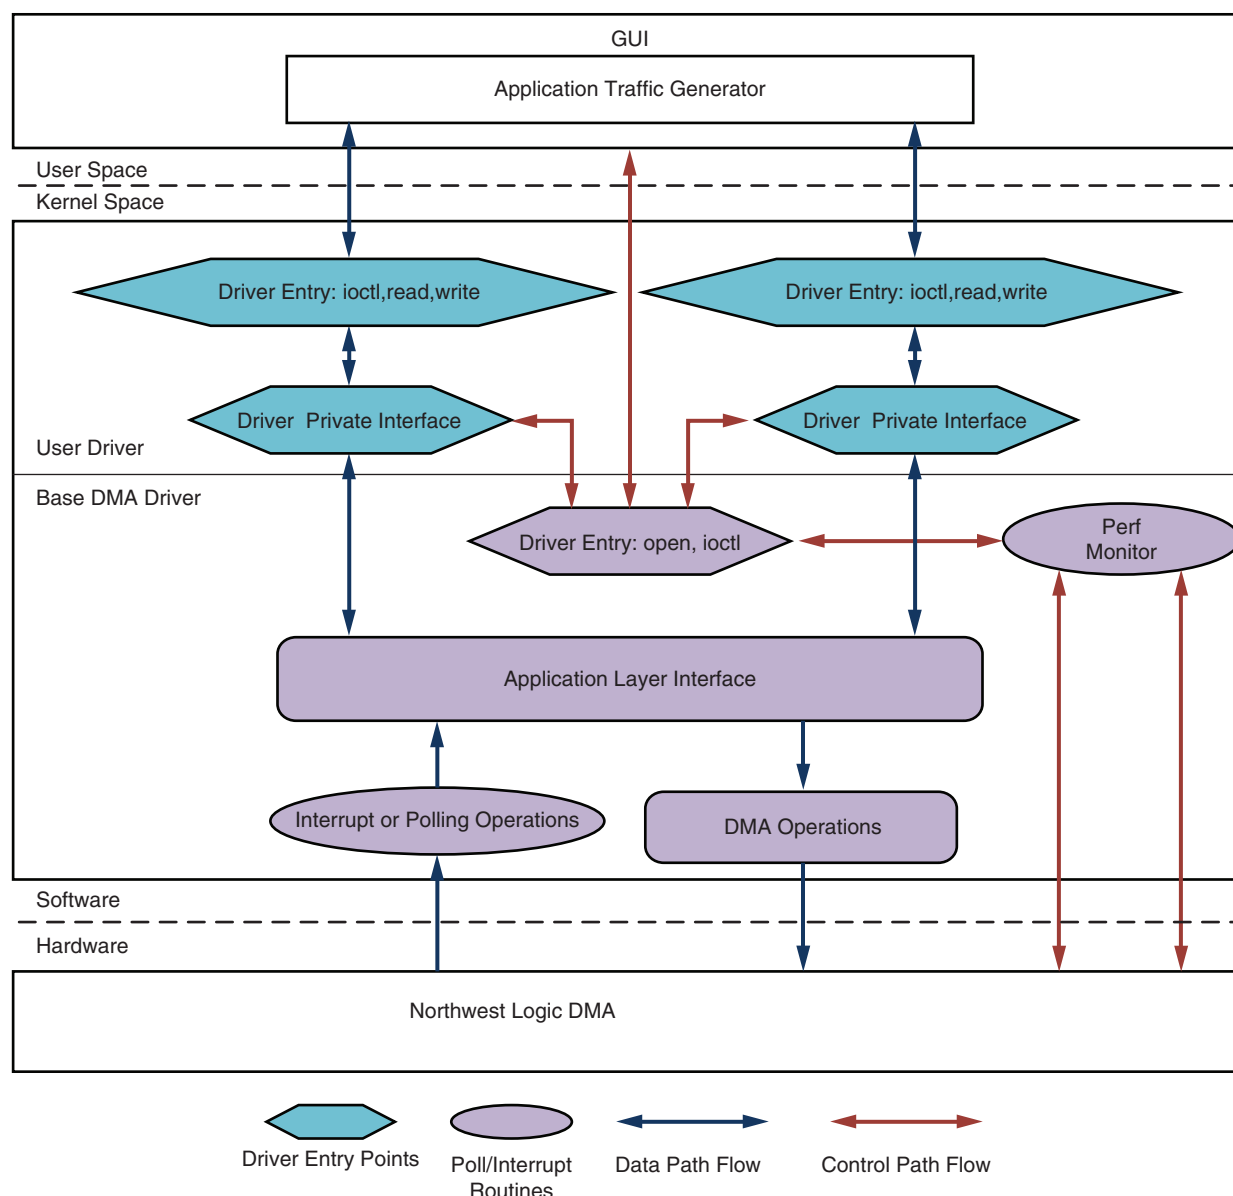 GUI
Application Traffic Generator
User Space
Kernel Space
Driver Entry: ioctl,read,write
Driver Entry: ioctl,read,write
Driver Private Interface
Driver Private Interface
User Driver
Base DMA Driver
Driver Entry: open, ioctl
Perf
Monitor
Application Layer Interface
Interrupt or Polling Operations
DMA Operations
Software
Hardware
Northwest Logic DMA
Driver Entry Points
Poll/Interrupt
Routines
Data Path Flow
Control Path Flow